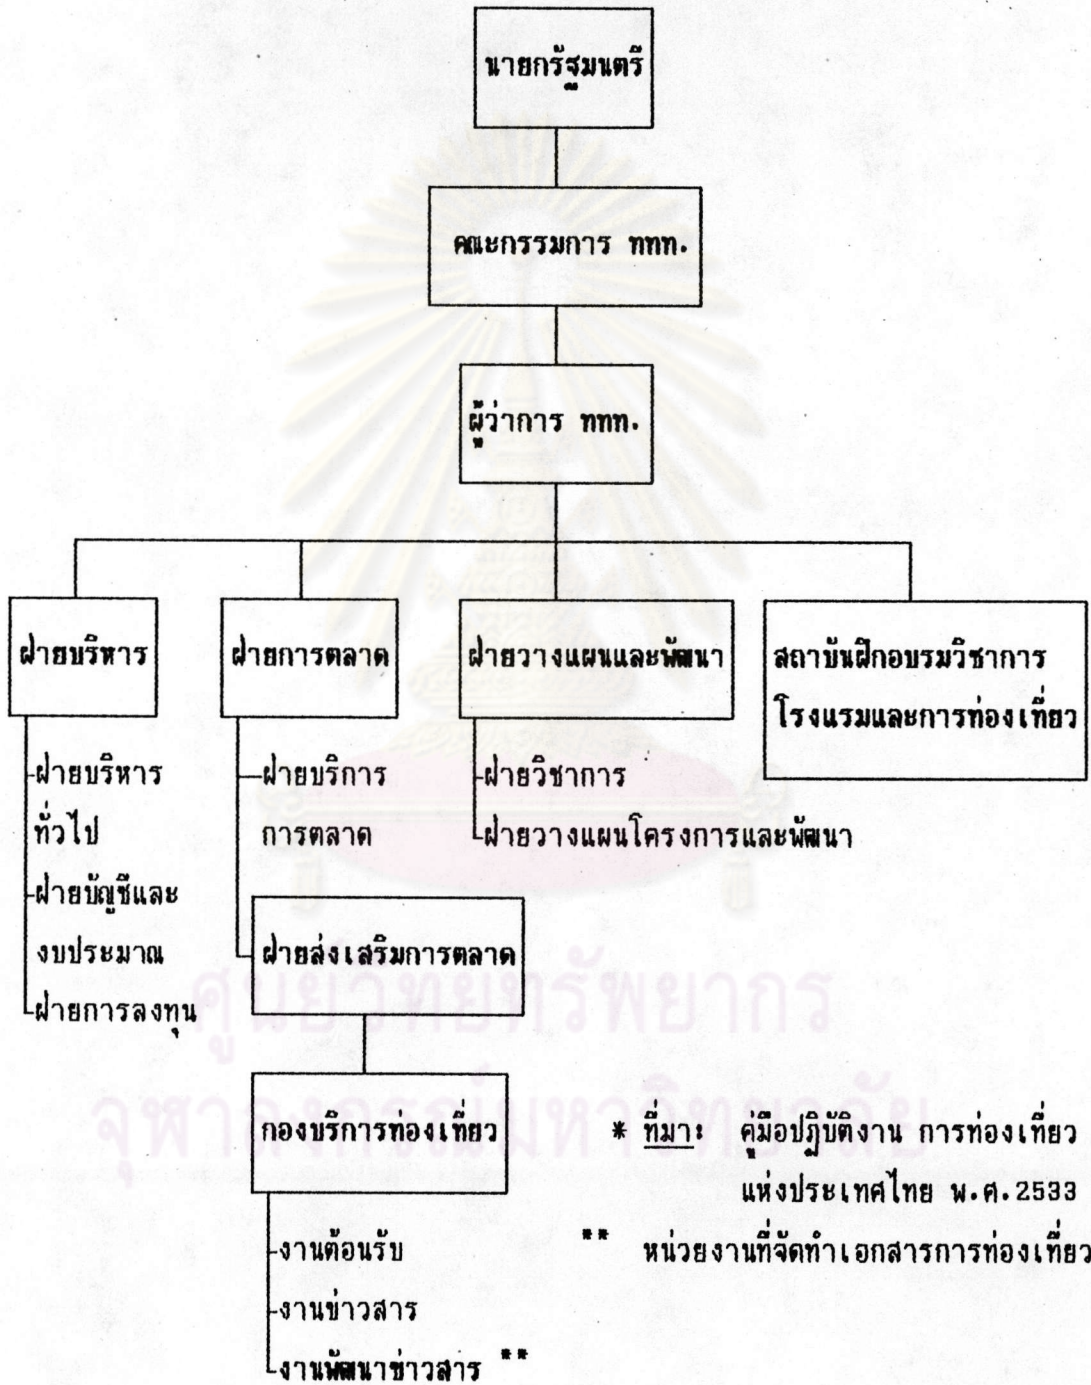 นายกรัฐมนตรี
คณะกรรมการ ททท.
ผู้ว่าการ ททท.
ฝ่ายบริหาร
ฝ่ายการตลาด
ฝ่ายวางแผนและพัฒนา
สถาบันฝึกอบรมวิชาการ
โรงแรมและการท่องเที่ยว
-ฝ่ายบริหาร
ทั่วไป
-ฝ่ายบัญชีและ
งบประมาณ
-ฝ่ายการลงทุน
-ฝ่ายบริการ
การตลาด
ฝ่ายส่งเสริมการตลาด
-ฝ่ายวิชาการ
-ฝ่ายวางแผนโครงการและพัฒนา
กองบริการท่องเที่ยว
-งานต้อนรับ
-งานข่าวสาร
-งานพัฒนาข่าวสาร **
* ที่มา: คู่มือปฏิบัติงาน การท่องเที่ยว
แห่งประเทศไทย พ.ศ.2533
** หน่วยงานที่จัดทำเอกสารการท่องเที่ยว
ศูนย์วิทยทรัพยากร
จุฬาลงกรณ์มหาวิทยาลัย